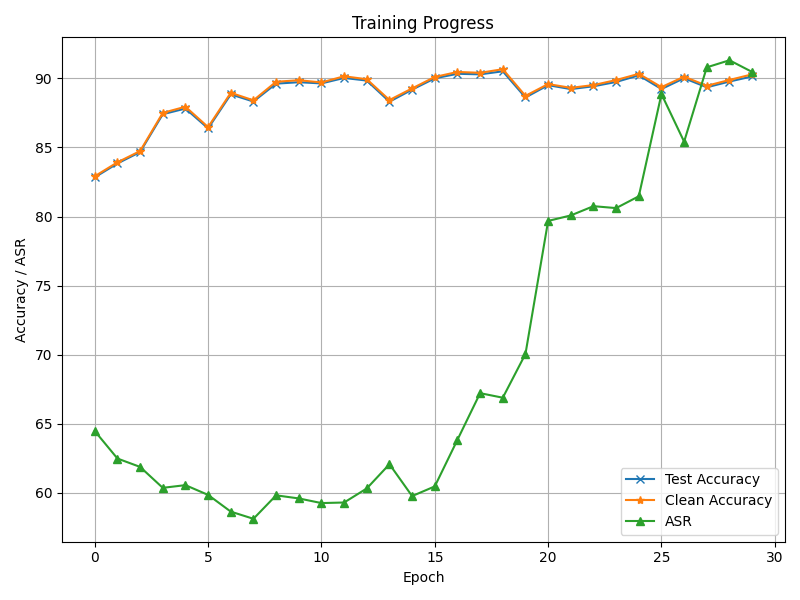 Training Progress
Accuracy / ASR
90
85
80
75
70
65
60
0 5 10 15 20 25 30
Epoch
Test Accuracy
Clean Accuracy
ASR